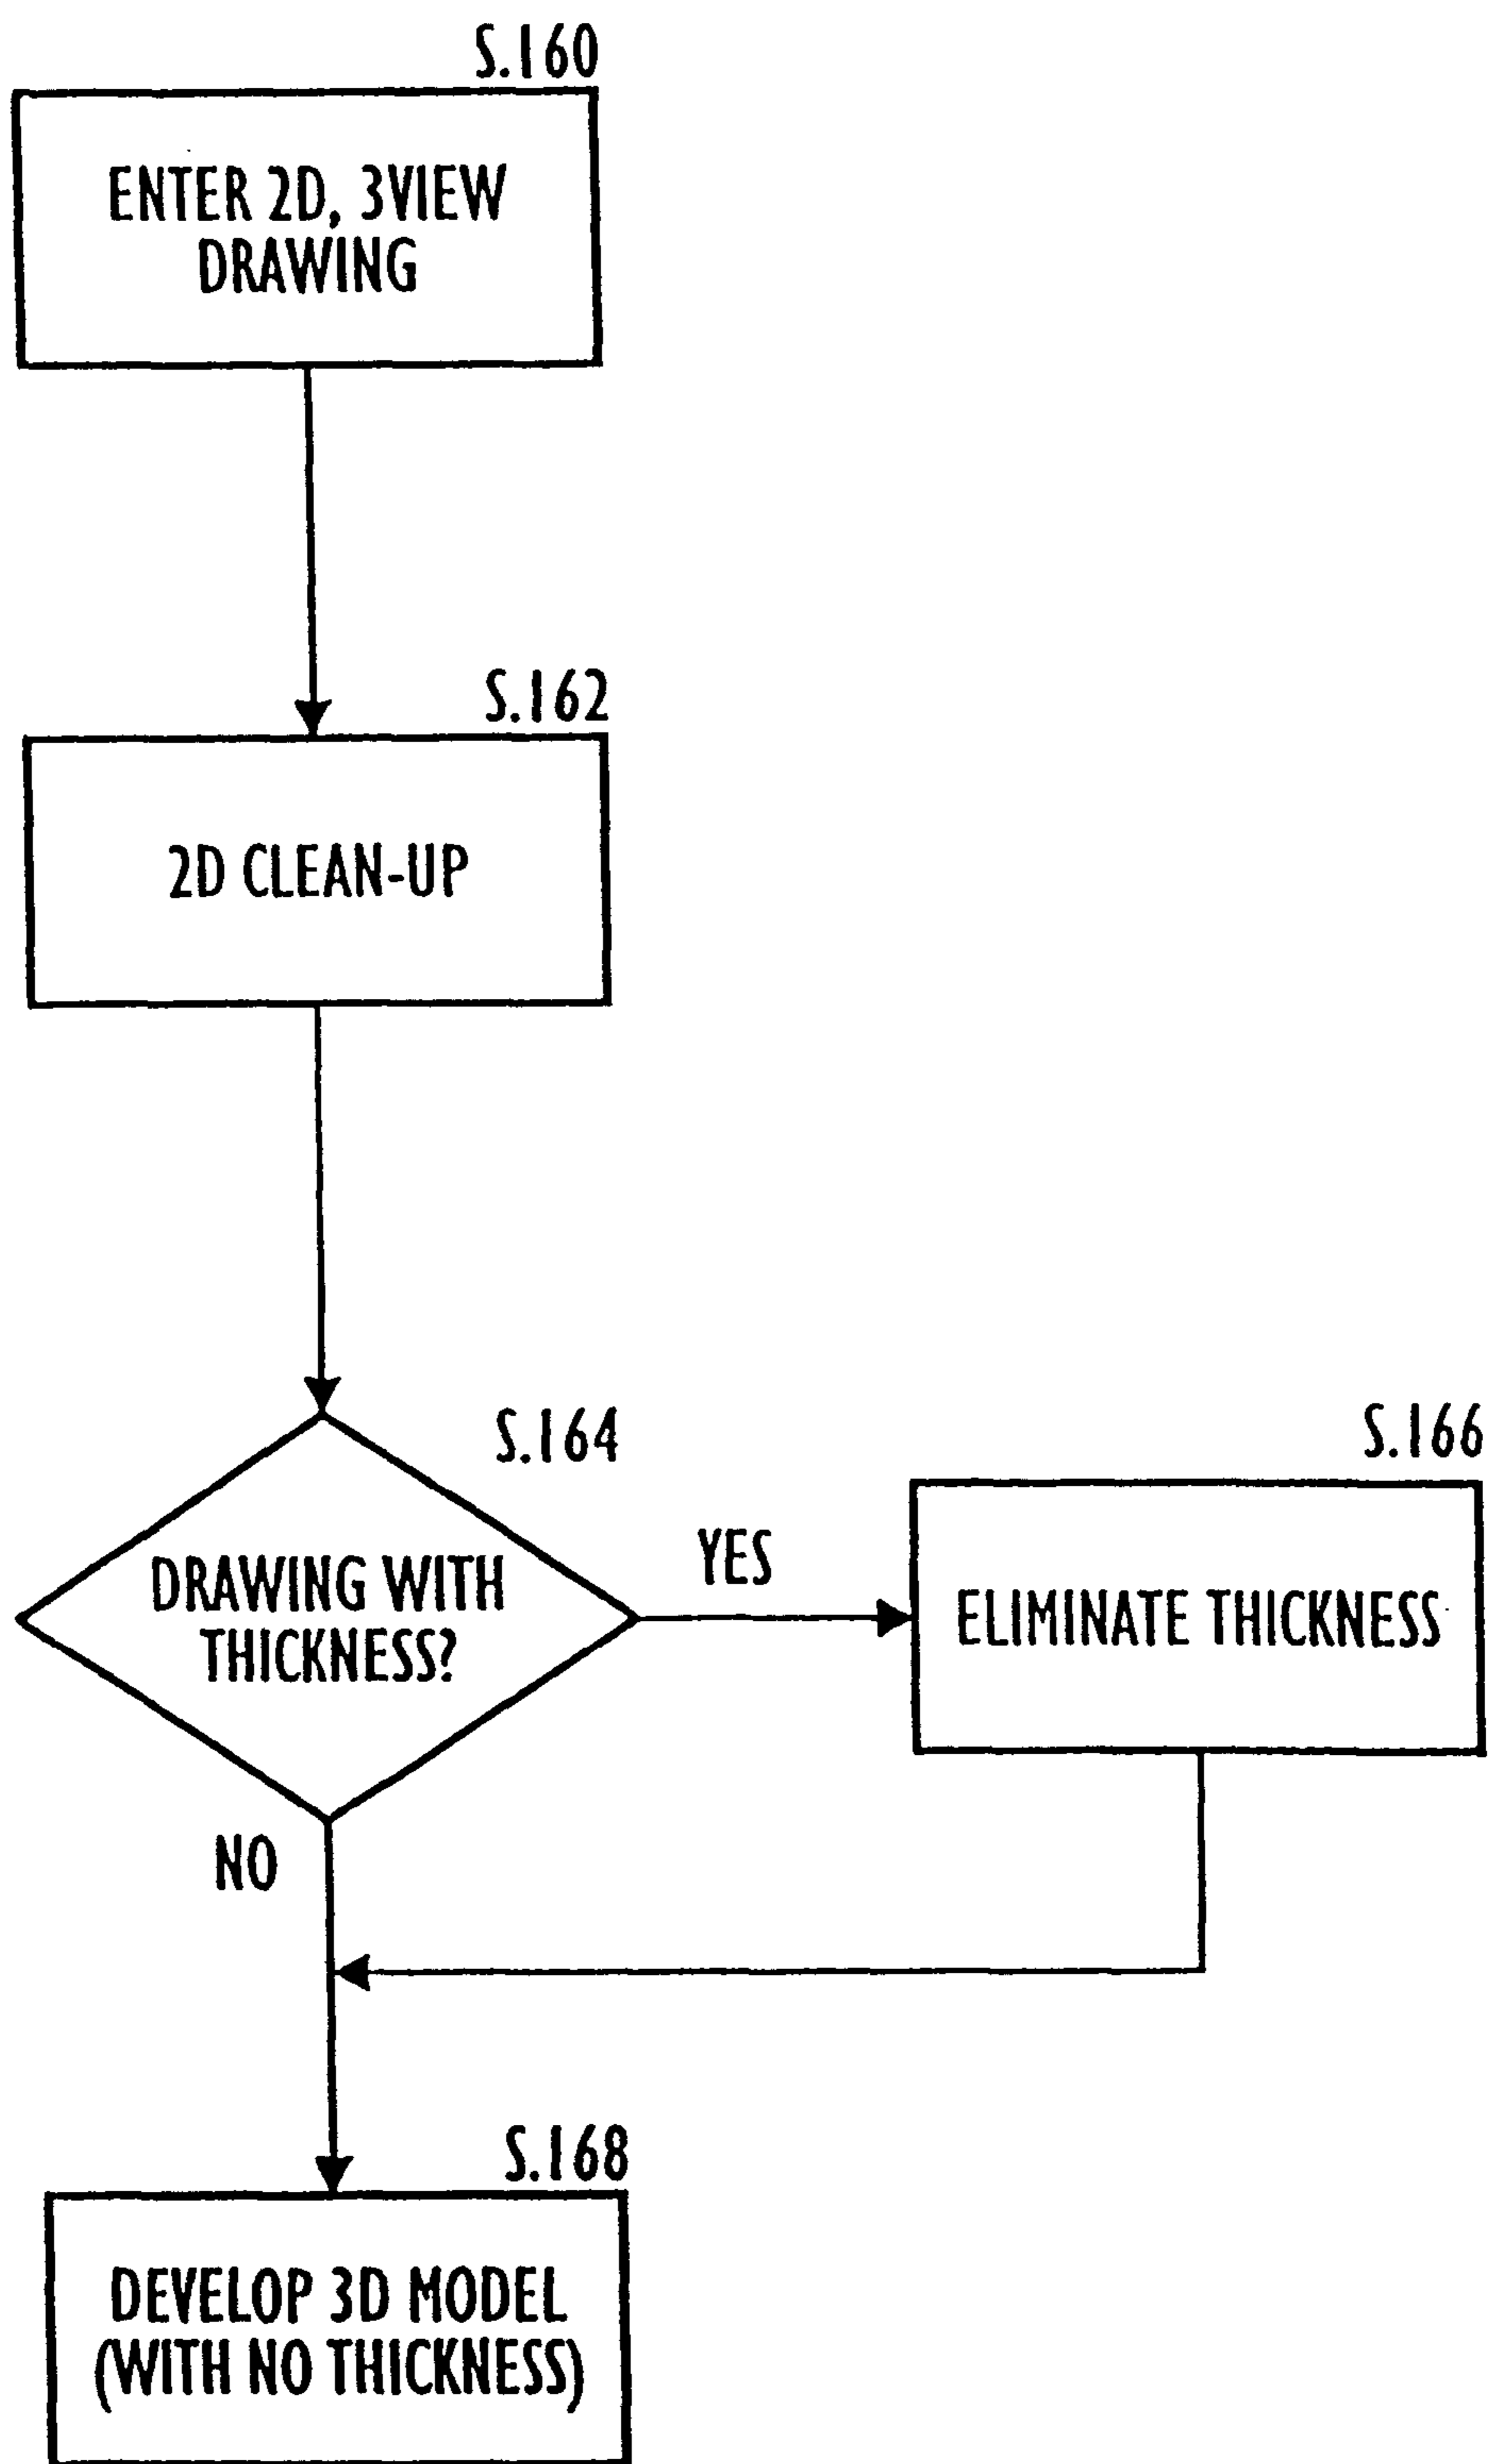 S.160
ENTER 2D, 3VIEW
DRAWING
S.162
2D CLEAN-UP
S.164
DRAWING WITH
THICKNESS?
YES
S.166
ELIMINATE THICKNESS
NO
S.168
DEVELOP 3D MODEL
(WITH NO THICKNESS)